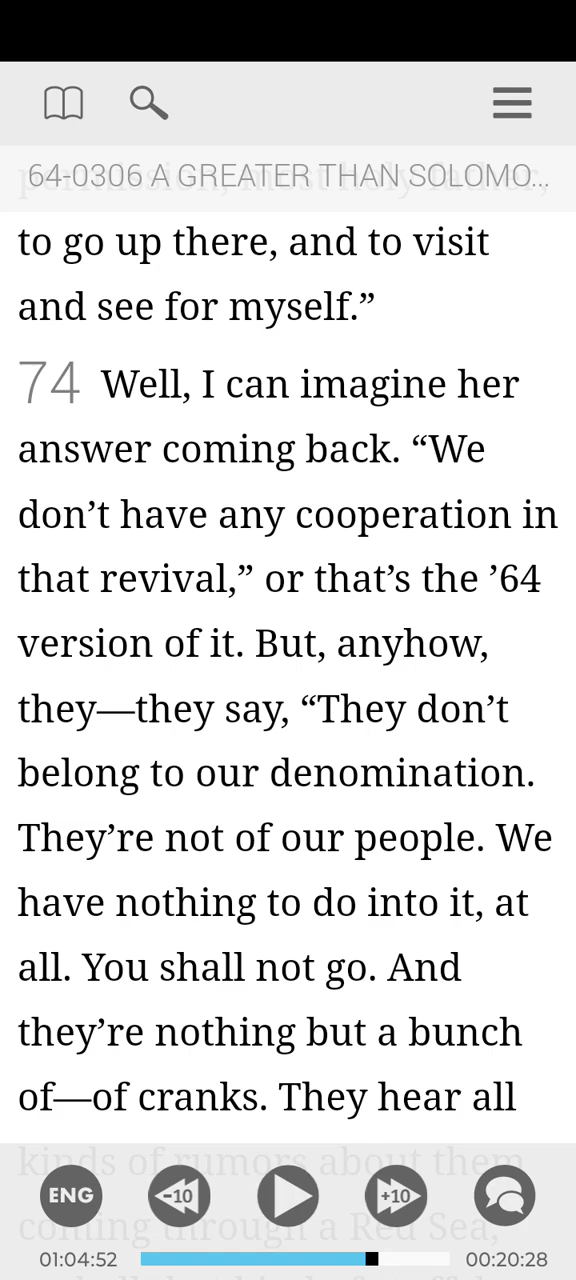 permission, most holy father,
64-0306 A GREATER THAN SOLOMO...
to go up there, and to visit
and see for myself.”
74 Well, I can imagine her
answer coming back. “We
don’t have any cooperation in
that revival,” or that’s the ’64
version of it. But, anyhow,
they—they say, “They don’t
belong to our denomination.
They’re not of our people. We
have nothing to do into it, at
all. You shall not go. And
they’re nothing but a bunch
of—of cranks. They hear all
kinds of rumors about them
coming through a Red Sea,
ENG -10 +10
01:04:52 00:20:28